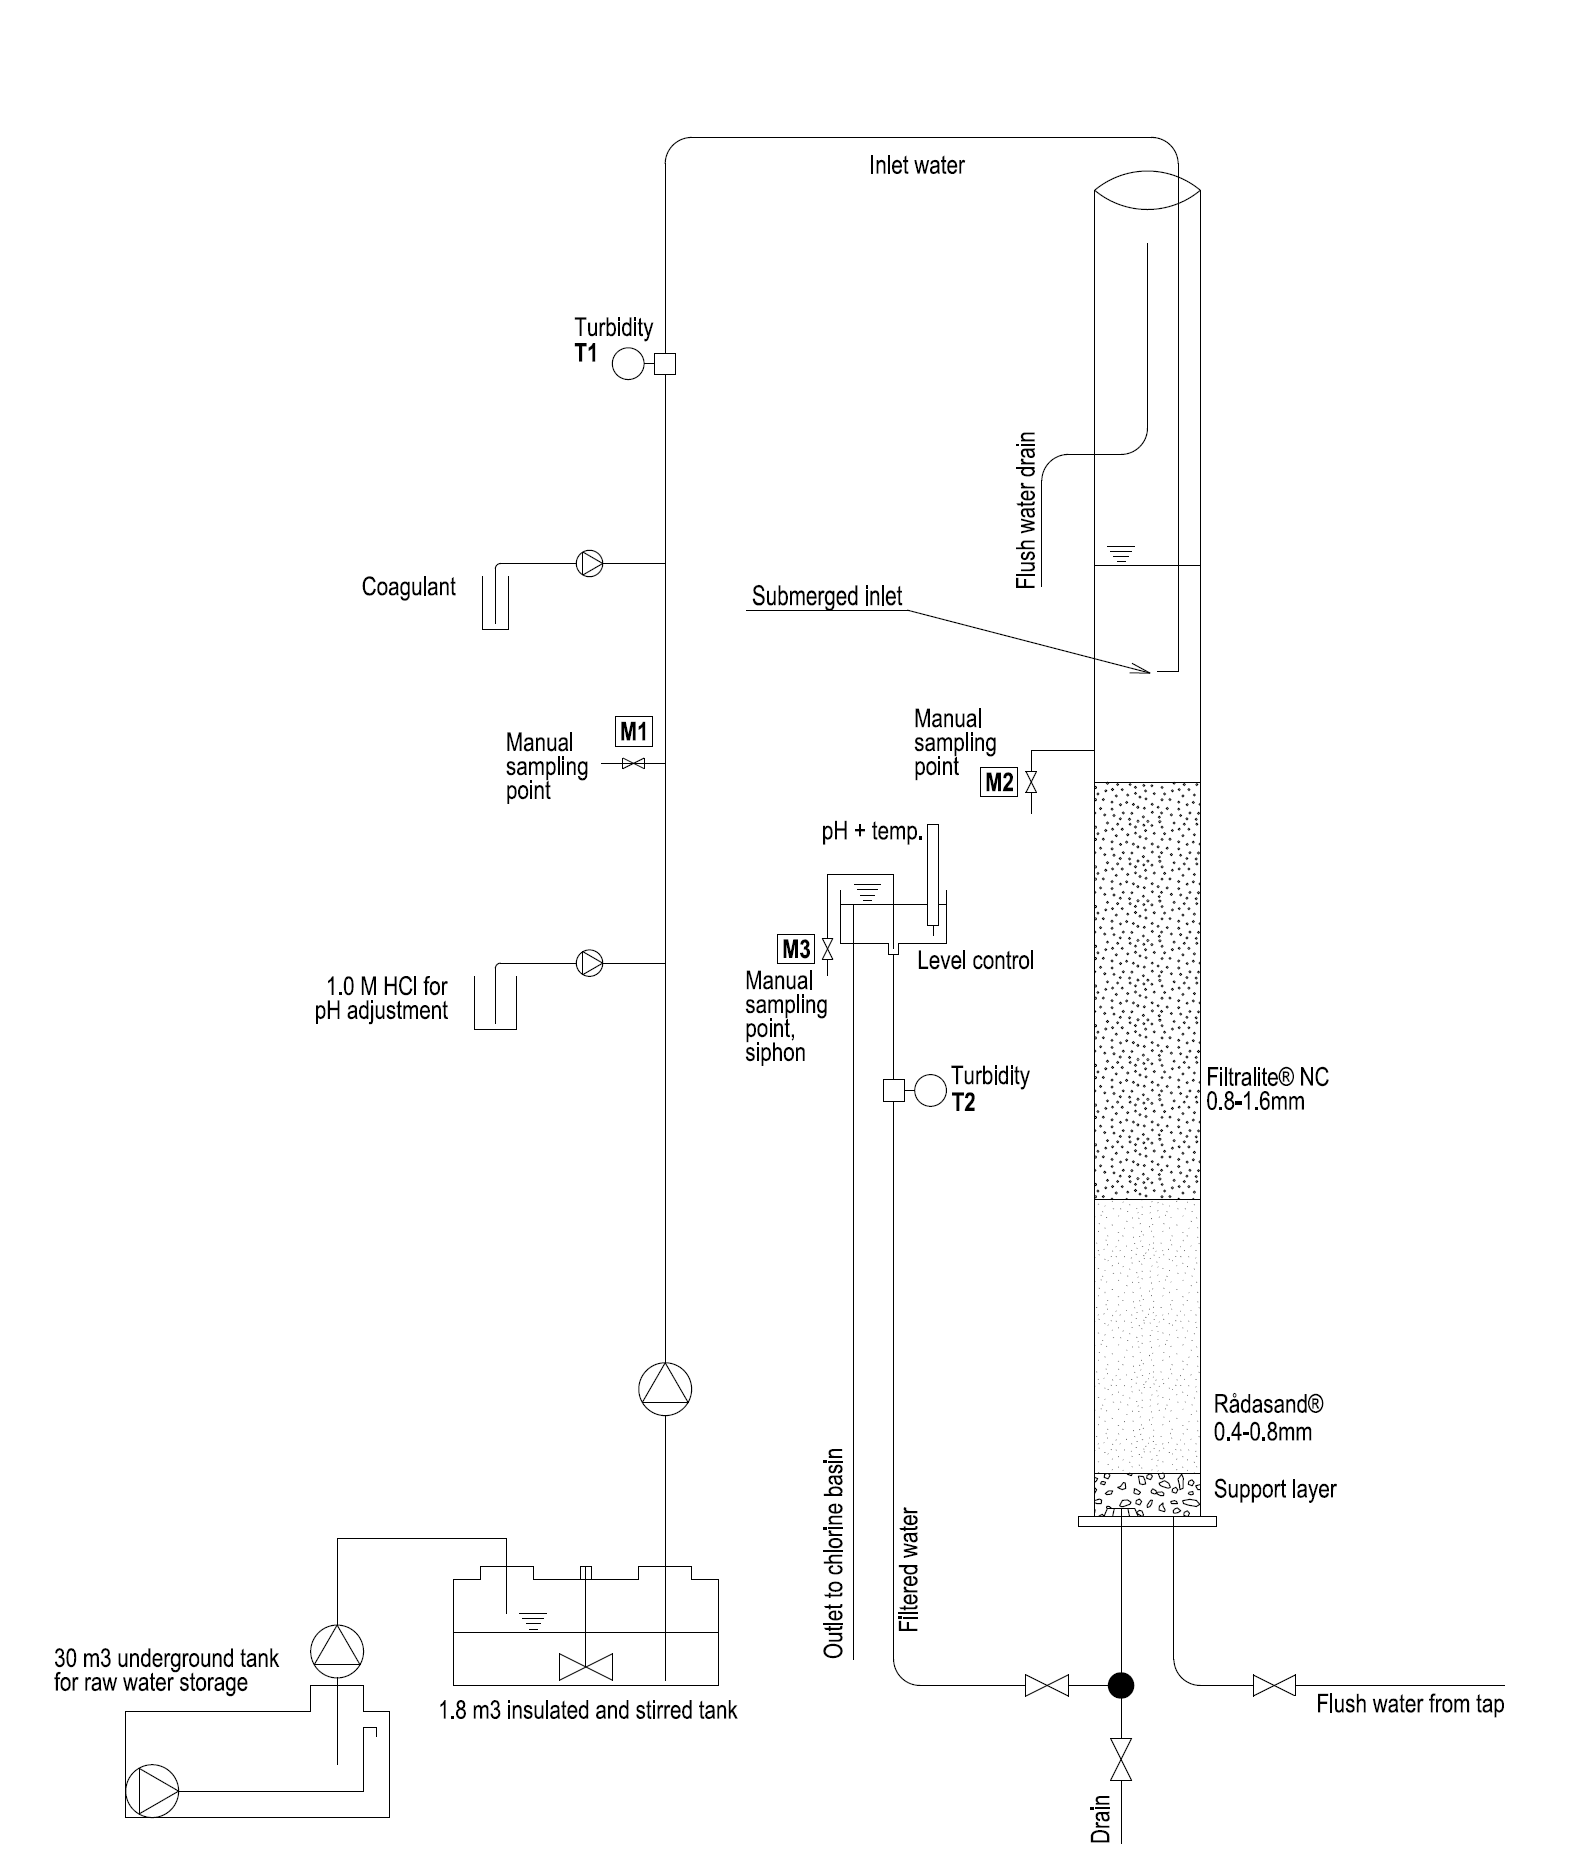 Inlet water
Turbidity
T1
Flush water drain
Coagulant
Submerged inlet
M1
Manual
sampling
point
Manual
sampling
point
M2
pH + temp.
M3
Level control
Manual
sampling
point,
siphon
1.0 M HCl for
pH adjustment
Turbidity
T2
Filtralite® NC
0.8-1.6mm
Rådasand®
0.4-0.8mm
Support layer
Outlet to chlorine basin
Filtered water
30 m3 underground tank
for raw water storage
1.8 m3 insulated and stirred tank
Flush water from tap
Drain